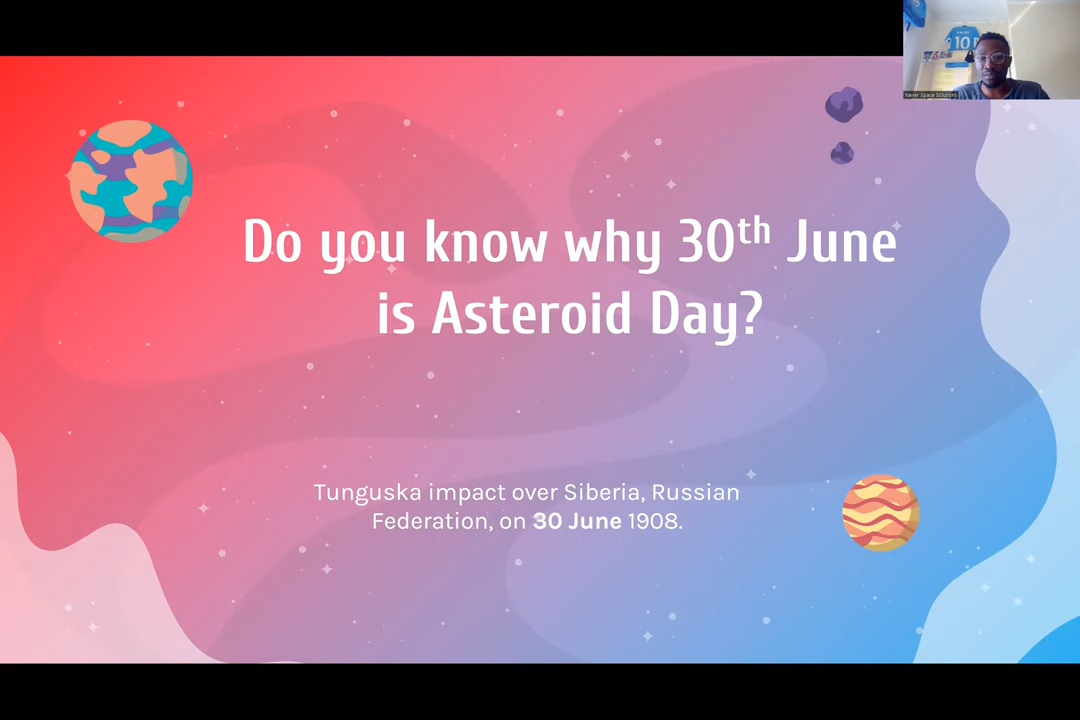 Xavier Space Solutions
10
Do you know why 30th June
is Asteroid Day?
Tunguska impact over Siberia, Russian
Federation, on 30 June 1908.